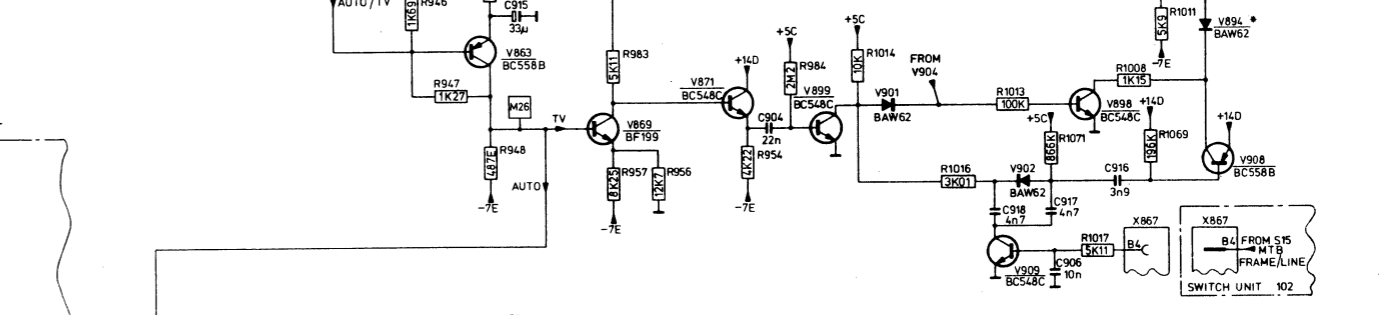 AUTO/TV
1K69
R946
C915
33µ
V863
BC558B
R947
1K27
M26
TV
R948
487E
-7E
AUTO
R983
5K11
V869
BF199
R957
8K25
R956
12K7
-7E
V871
BC548C
+14D
C904
22n
R954
4K22
-7E
+5C
R984
2M2
V899
BC548C
+5C
R1014
10K
V901
BAW62
FROM
V904
R1013
100K
V898
BC548C
R1011
5K9
-7E
V894 *
BAW62
R1008
1K15
+14D
R1069
196K
+14D
V908
BC558B
+5C
R1071
866K
R1016
3K01
V902
BAW62
C916
3n9
C918
4n7
C917
4n7
V909
BC548C
C906
10n
R1017
5K11
X867
B4
X867
B4
FROM S15
MTB
FRAME/LINE
SWITCH UNIT 102